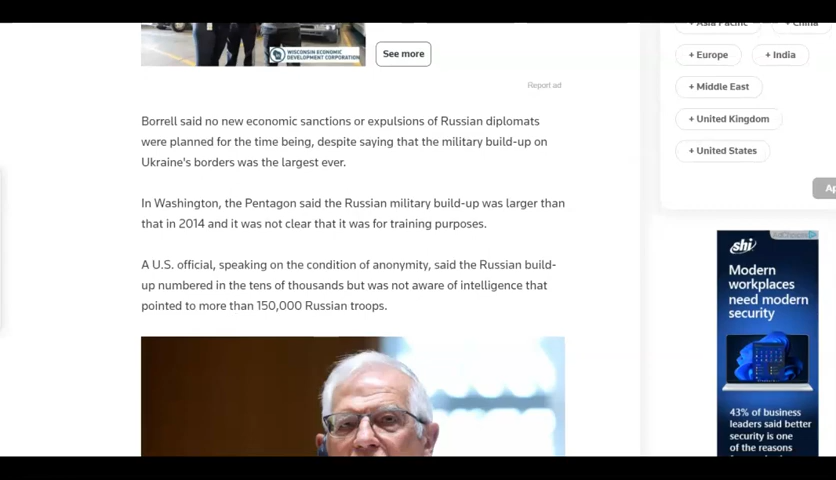 WISCONSIN ECONOMIC
DEVELOPMENT CORPORATION
See more
Report ad
Borrell said no new economic sanctions or expulsions of Russian diplomats
were planned for the time being, despite saying that the military build-up on
Ukraine's borders was the largest ever.
In Washington, the Pentagon said the Russian military build-up was larger than
that in 2014 and it was not clear that it was for training purposes.
A U.S. official, speaking on the condition of anonymity, said the Russian build-
up numbered in the tens of thousands but was not aware of intelligence that
pointed to more than 150,000 Russian troops.
+ Asia Pacific
+ China
+ Europe
+ India
+ Middle East
+ United Kingdom
+ United States
Ap
AdChoices
shi
Modern
workplaces
need modern
security
43% of business
leaders said better
security is one
of the reasons